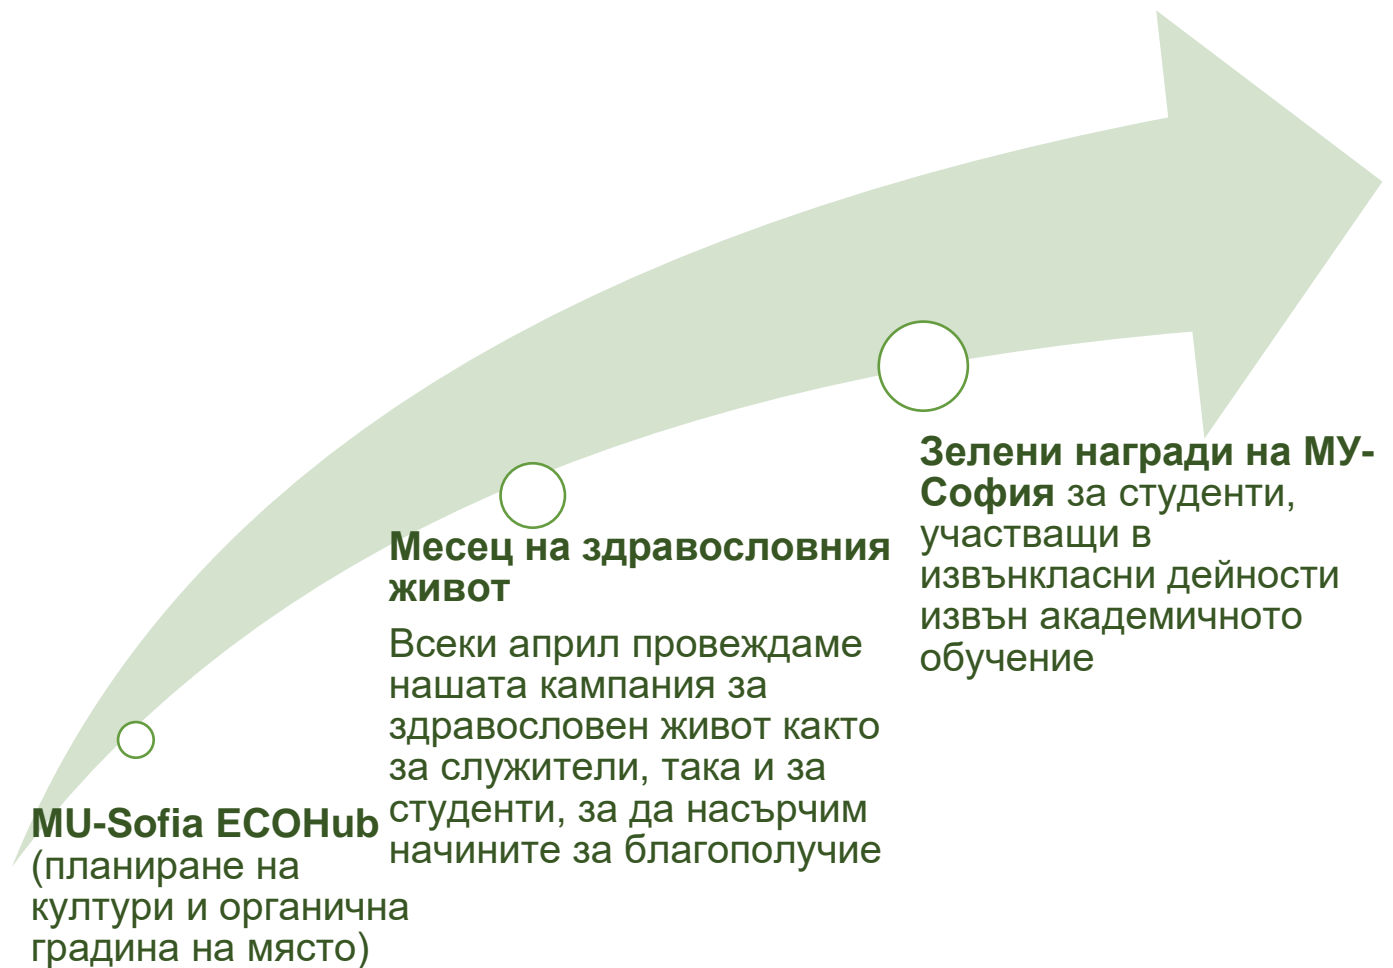 MU-Sofia ECOHub
(планиране на
култури и органична
градина на място)
Месец на здравословния
живот
Всеки април провеждаме
нашата кампания за
здравословен живот както
за служители, така и за
студенти, за да насърчим
начините за благополучие
Зелени награди на МУ-
София за студенти,
участващи в
извънкласни дейности
извън академичното
обучение